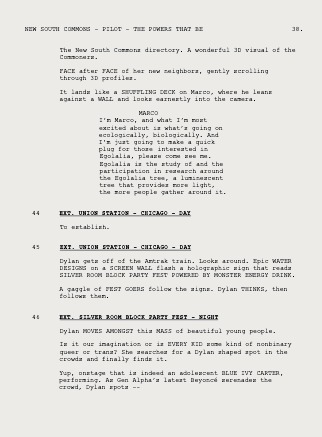 NEW SOUTH COMMONS - PILOT - THE POWERS THAT BE 38.
The New South Commons directory. A wonderful 3D visual of the
Commoners.
FACE after FACE of her new neighbors, gently scrolling
through 3D profiles.
It lands like a SHUFFLING DECK on Marco, where he leans
against a WALL and looks earnestly into the camera.
MARCO
I'm Marco, and what I'm most
excited about is what's going on
ecologically, biologically. And
I'm just going to make a quick
plug for those interested in
Egolalia, please come see me.
Egolalia is the study of and the
participation in research around
the Egolalia tree, a luminescent
tree that provides more light,
the more people gather around it.
44 EXT. UNION STATION - CHICAGO - DAY
To establish.
45 EXT. UNION STATION - CHICAGO - DAY
Dylan gets off of the Amtrak train. Looks around. Epic WATER
DESIGNS on a SCREEN WALL flash a holographic sign that reads
SILVER ROOM BLOCK PARTY FEST POWERED BY MONSTER ENERGY DRINK.
A gaggle of FEST GOERS follow the signs. Dylan THINKS, then
follows them.
46 EXT. SILVER ROOM BLOCK PARTY FEST - NIGHT
Dylan MOVES AMONGST this MASS of beautiful young people.
Is it our imagination or is EVERY KID some kind of nonbinary
queer or trans? She searches for a Dylan shaped spot in the
crowds and finally finds it.
Yup, onstage that is indeed an adolescent BLUE IVY CARTER,
performing. As Gen Alpha's latest Beyoncé serenades the
crowd, Dylan spots --